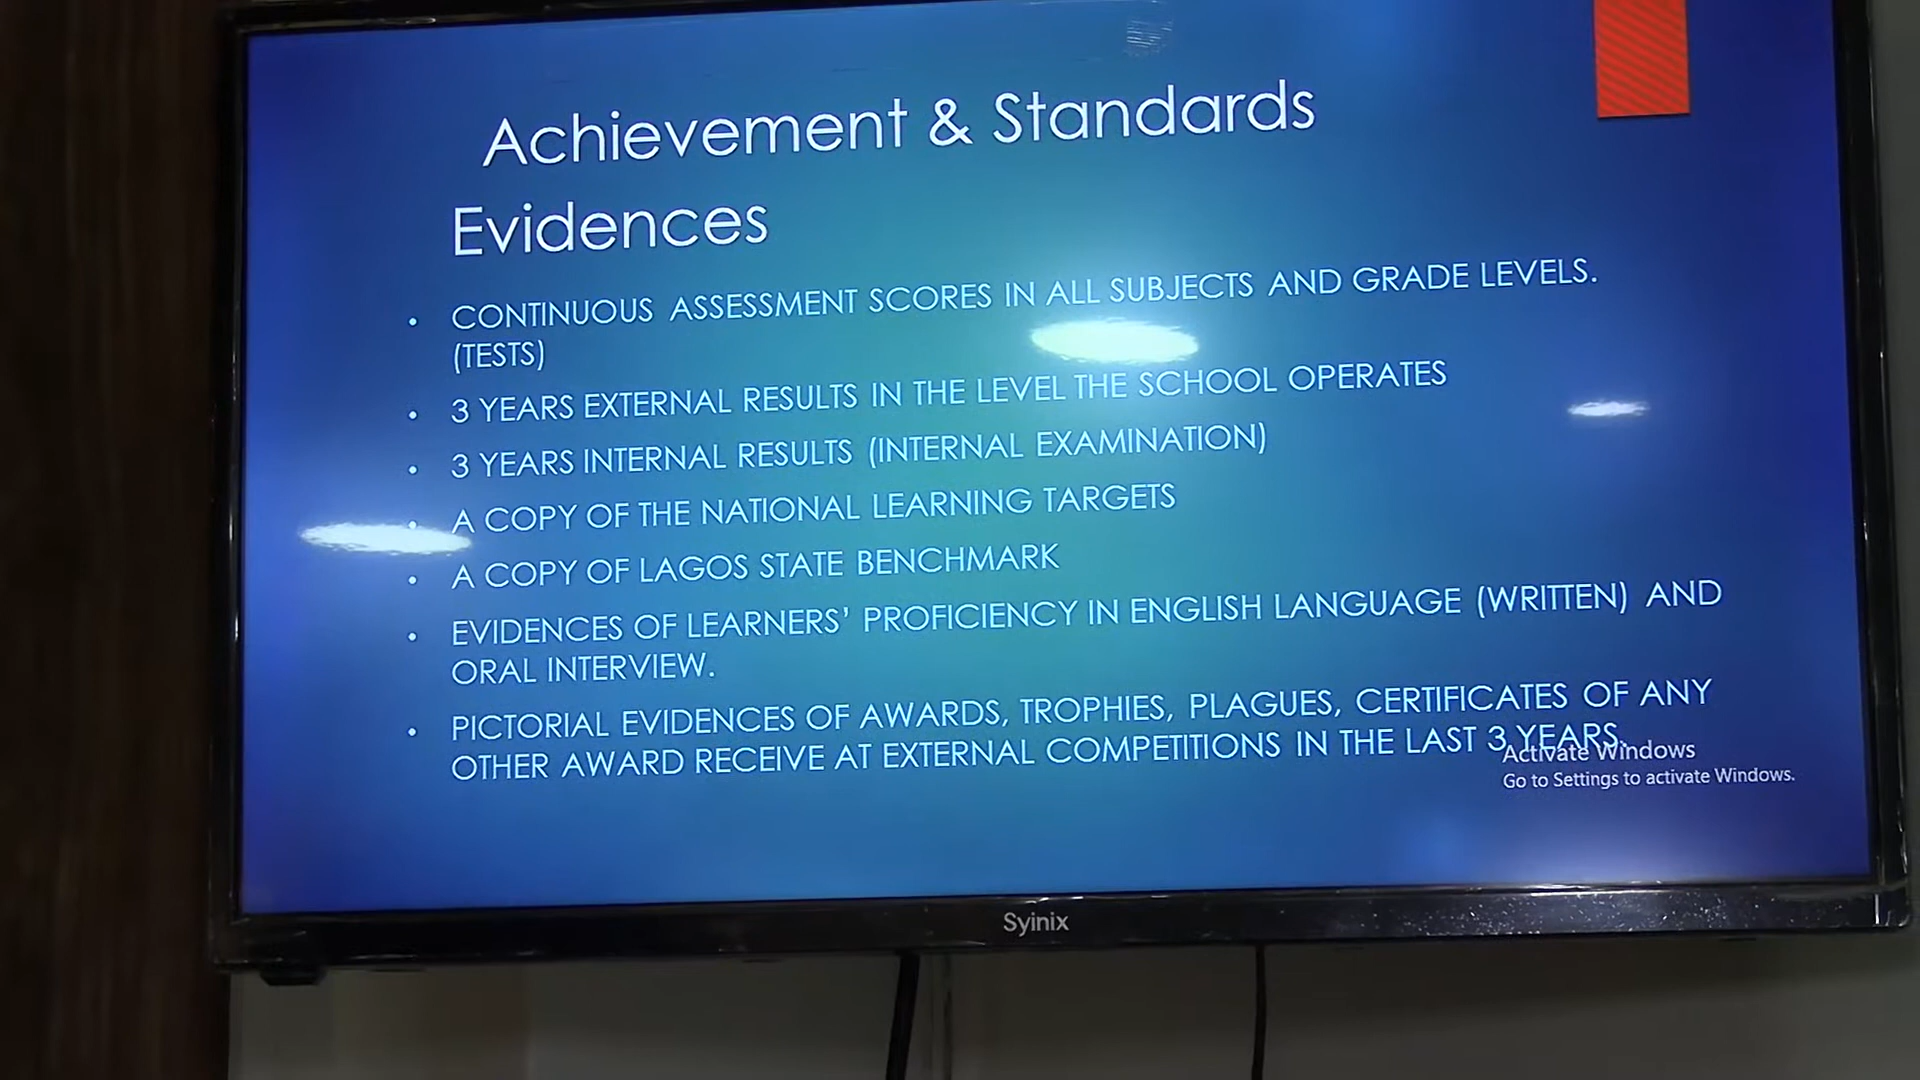 Achievement & Standards
Evidences
• CONTINUOUS ASSESSMENT SCORES IN ALL SUBJECTS AND GRADE LEVELS.
(TESTS)
• 3 YEARS EXTERNAL RESULTS IN THE LEVEL THE SCHOOL OPERATES
• 3 YEARS INTERNAL RESULTS (INTERNAL EXAMINATION)
• A COPY OF THE NATIONAL LEARNING TARGETS
• A COPY OF LAGOS STATE BENCHMARK
• EVIDENCES OF LEARNERS’ PROFICIENCY IN ENGLISH LANGUAGE (WRITTEN) AND
ORAL INTERVIEW.
• PICTORIAL EVIDENCES OF AWARDS, TROPHIES, PLAGUES, CERTIFICATES OF ANY
OTHER AWARD RECEIVE AT EXTERNAL COMPETITIONS IN THE LAST 3 YEARS.
Activate Windows
Go to Settings to activate Windows.
Syinix